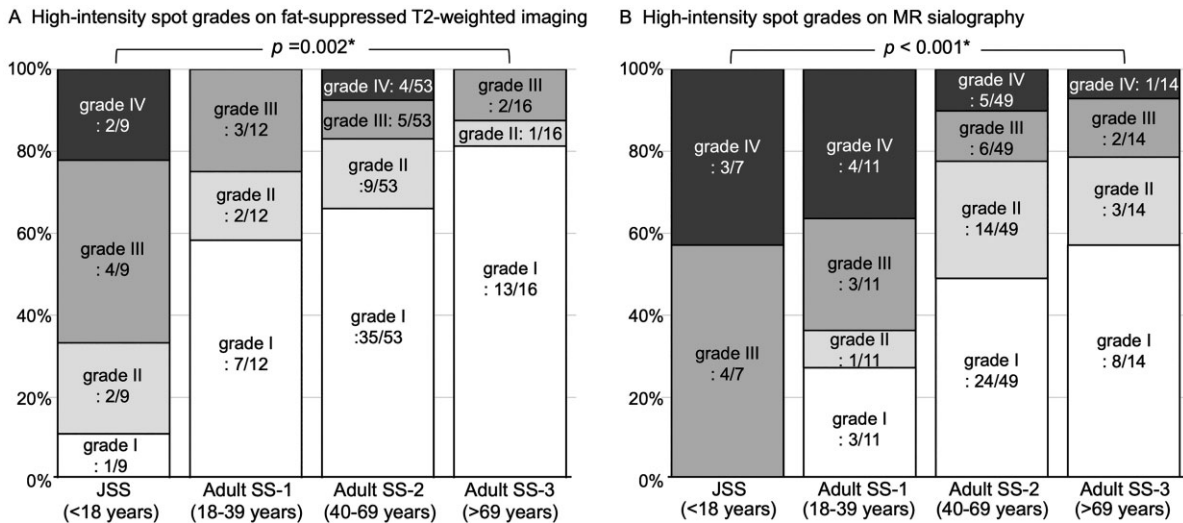 A High-intensity spot grades on fat-suppressed T2-weighted imaging
p =0.002*
100%
80%
60%
40%
20%
0%
grade IV
: 2/9
grade III
: 4/9
grade II
: 2/9
grade I
: 1/9
grade III
: 3/12
grade II
: 2/12
grade I
: 7/12
grade IV: 4/53
grade III: 5/53
grade II
:9/53
grade I
:35/53
grade III
: 2/16
grade II: 1/16
grade I
: 13/16
JSS
(<18 years)
Adult SS-1
(18-39 years)
Adult SS-2
(40-69 years)
Adult SS-3
(>69 years)
B High-intensity spot grades on MR sialography
p < 0.001*
100%
80%
60%
40%
20%
0%
grade IV
: 3/7
grade III
: 4/7
grade IV
: 4/11
grade III
: 3/11
grade II
: 1/11
grade I
: 3/11
grade IV
: 5/49
grade III
: 6/49
grade II
: 14/49
grade I
: 24/49
grade IV: 1/14
grade III
: 2/14
grade II
: 3/14
grade I
: 8/14
JSS
(<18 years)
Adult SS-1
(18-39 years)
Adult SS-2
(40-69 years)
Adult SS-3
(>69 years)